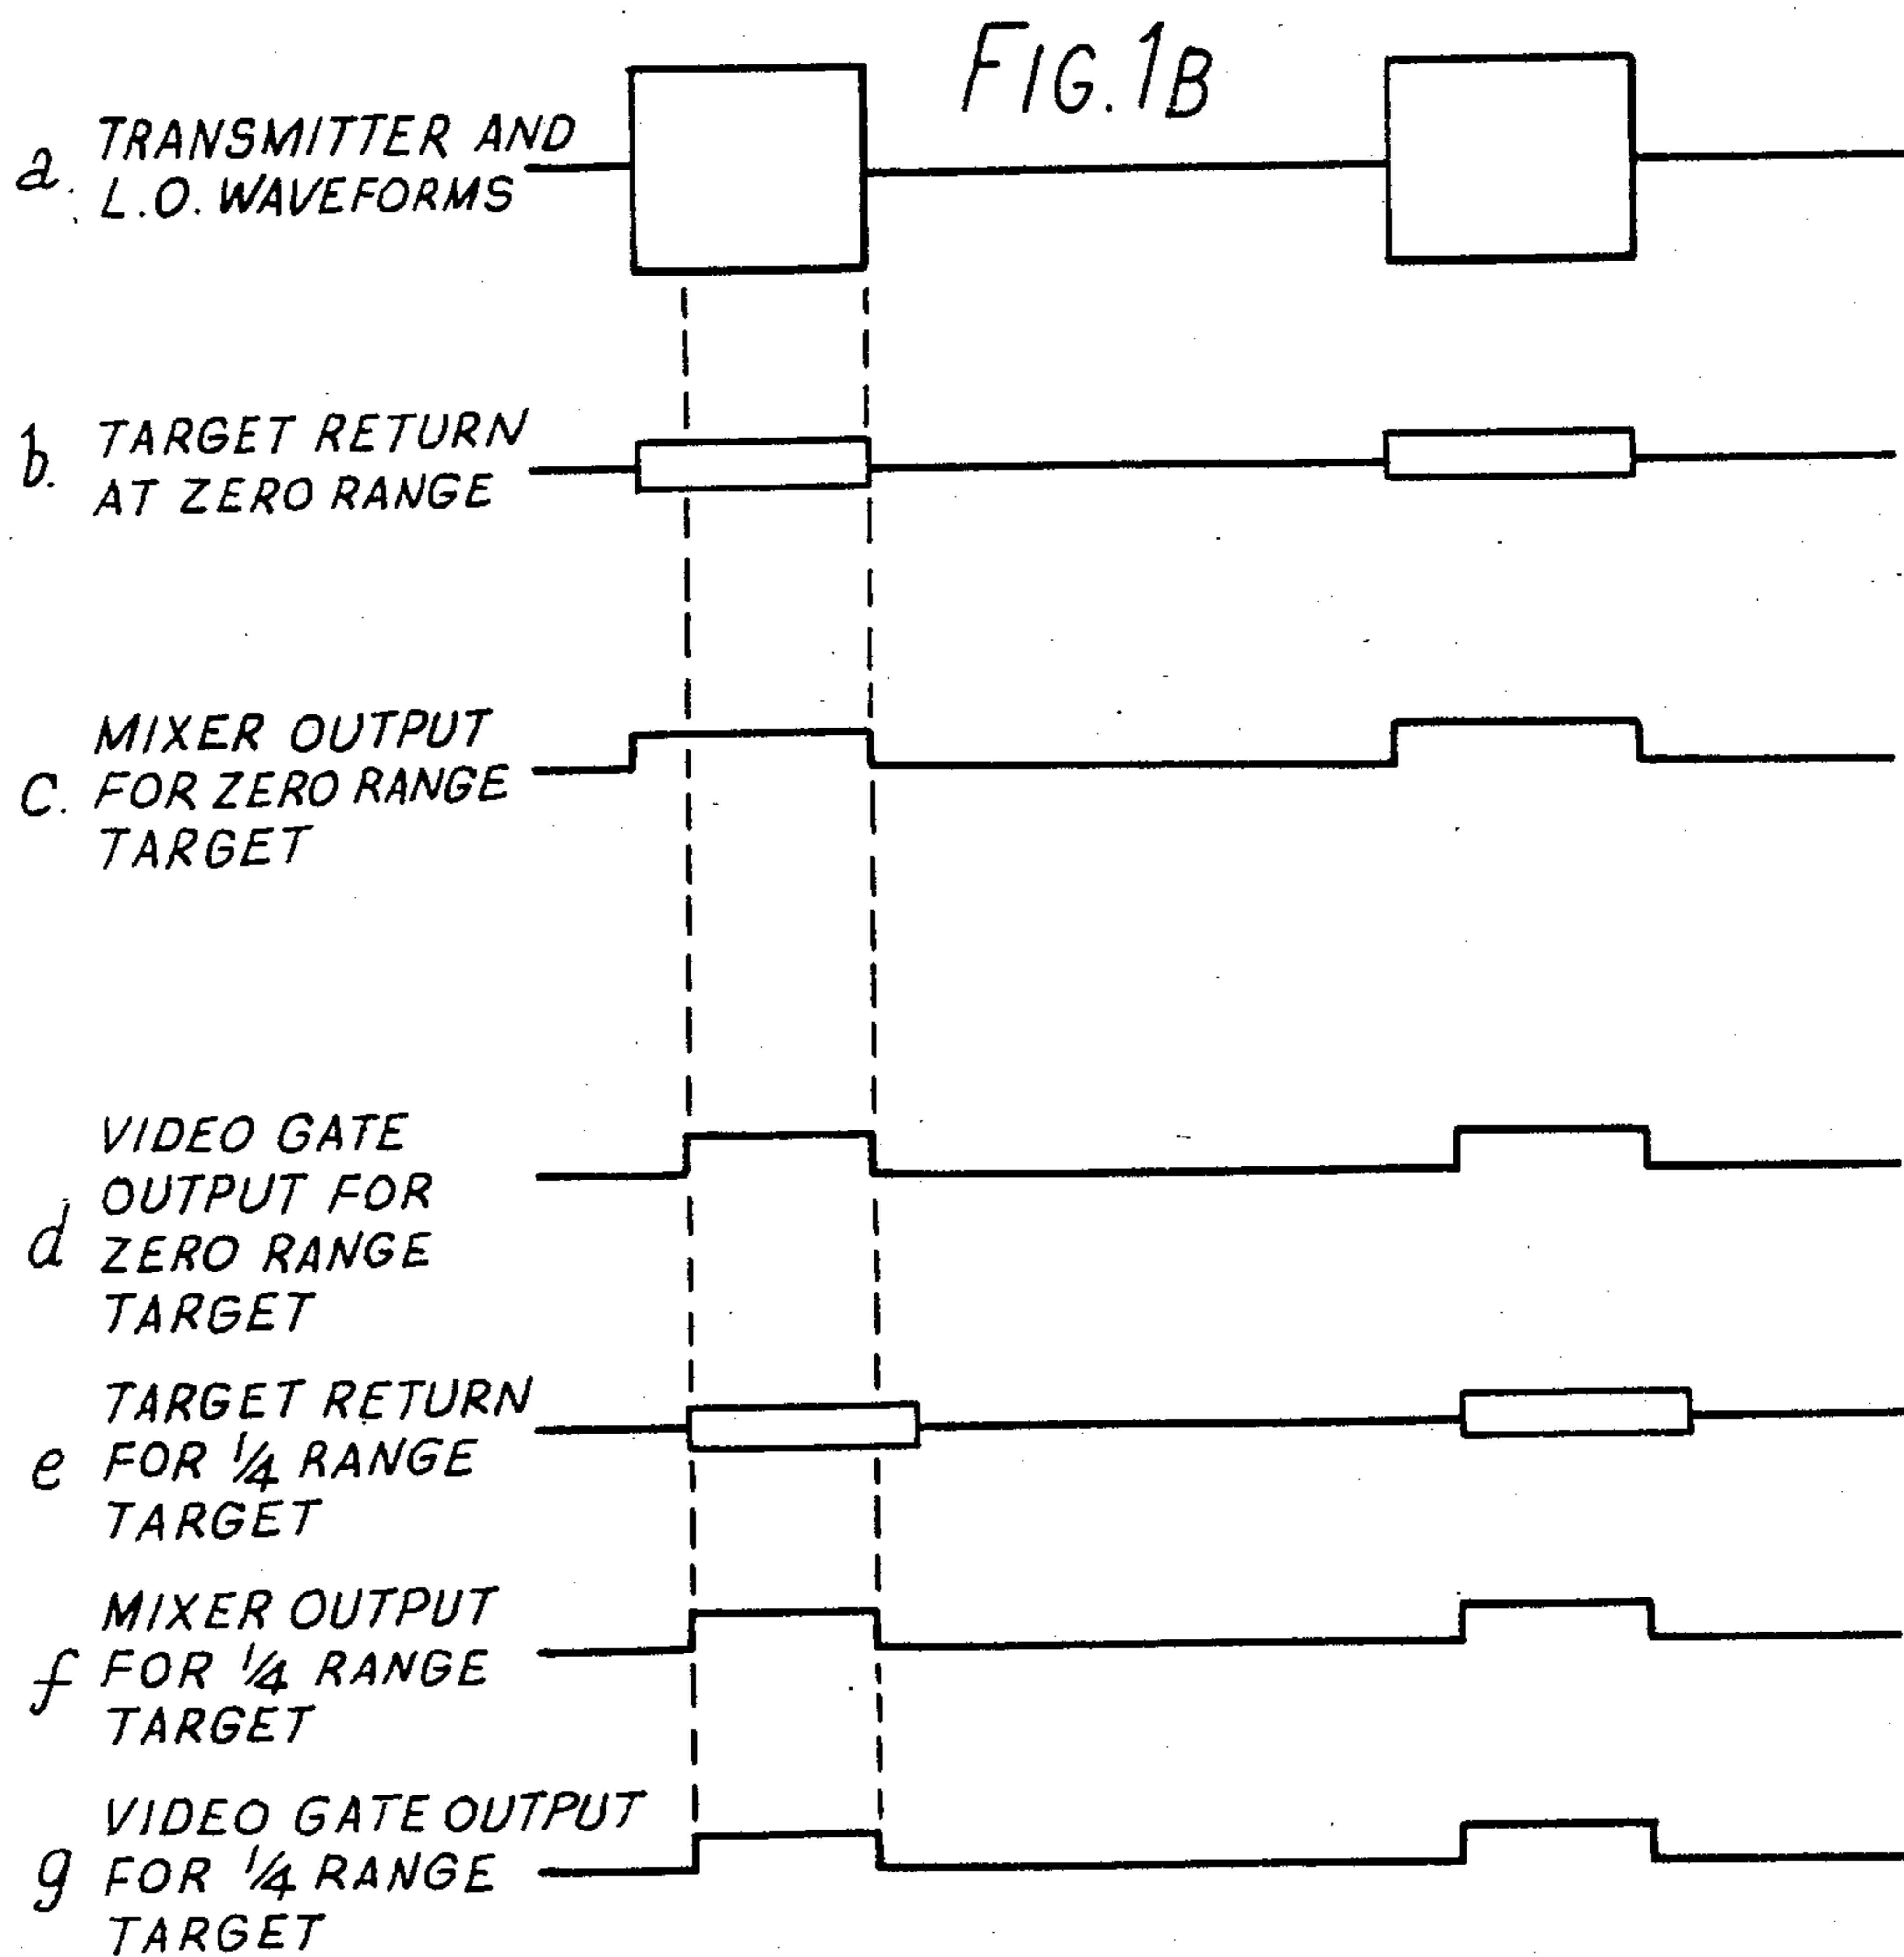 FIG.1B
a. TRANSMITTER AND
L.O. WAVEFORMS
b. TARGET RETURN
AT ZERO RANGE
MIXER OUTPUT
c. FOR ZERO RANGE
TARGET
VIDEO GATE
OUTPUT FOR
d ZERO RANGE
TARGET
TARGET RETURN
e FOR 1/4 RANGE
TARGET
MIXER OUTPUT
f FOR 1/4 RANGE
TARGET
VIDEO GATE OUTPUT
g FOR 1/4 RANGE
TARGET